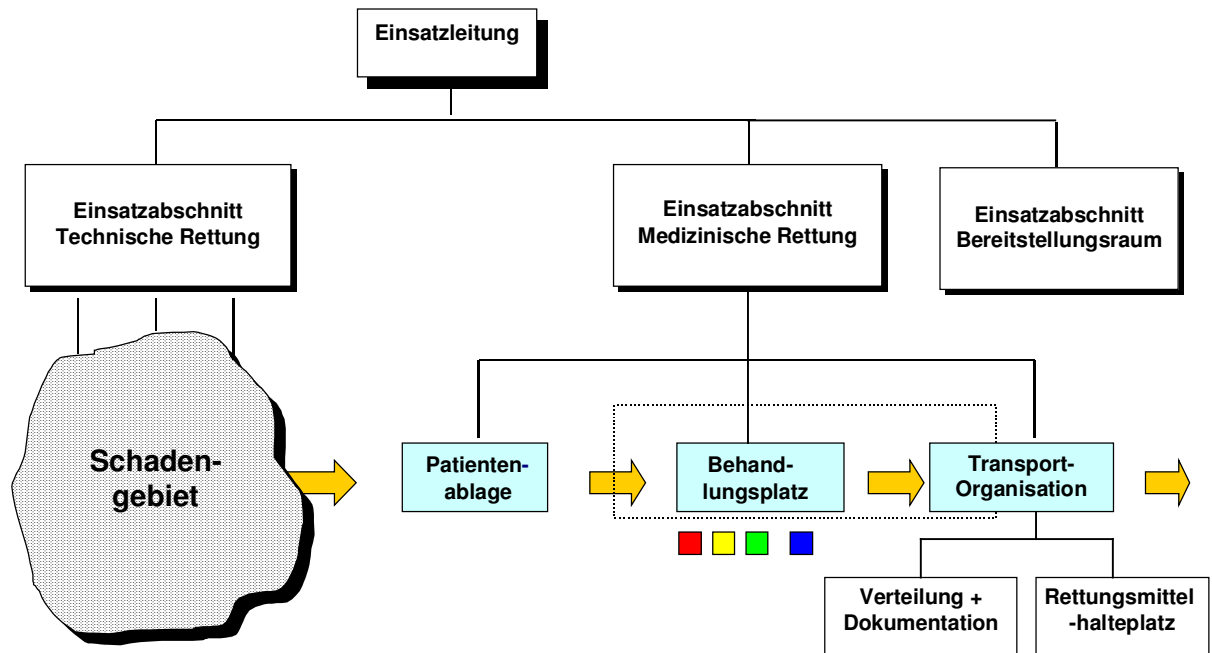 Einsatzleitung
Einsatzabschnitt
Technische Rettung
Einsatzabschnitt
Medizinische Rettung
Einsatzabschnitt
Bereitstellungsraum
Schaden-
gebiet
Patienten-
ablage
Behand-
lungsplatz
Transport-
Organisation
Verteilung +
Dokumentation
Rettungsmittel
-halteplatz